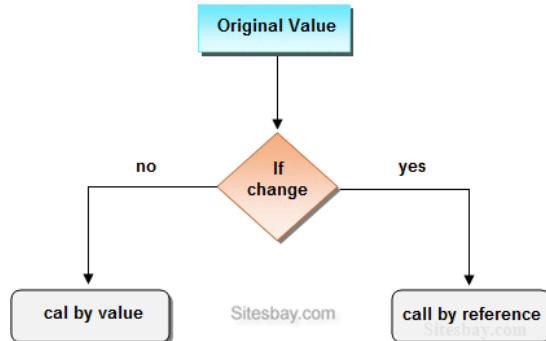 Original Value
no
If
change
yes
cal by value
Sitesbay.com
call by reference
Sitesbay.com